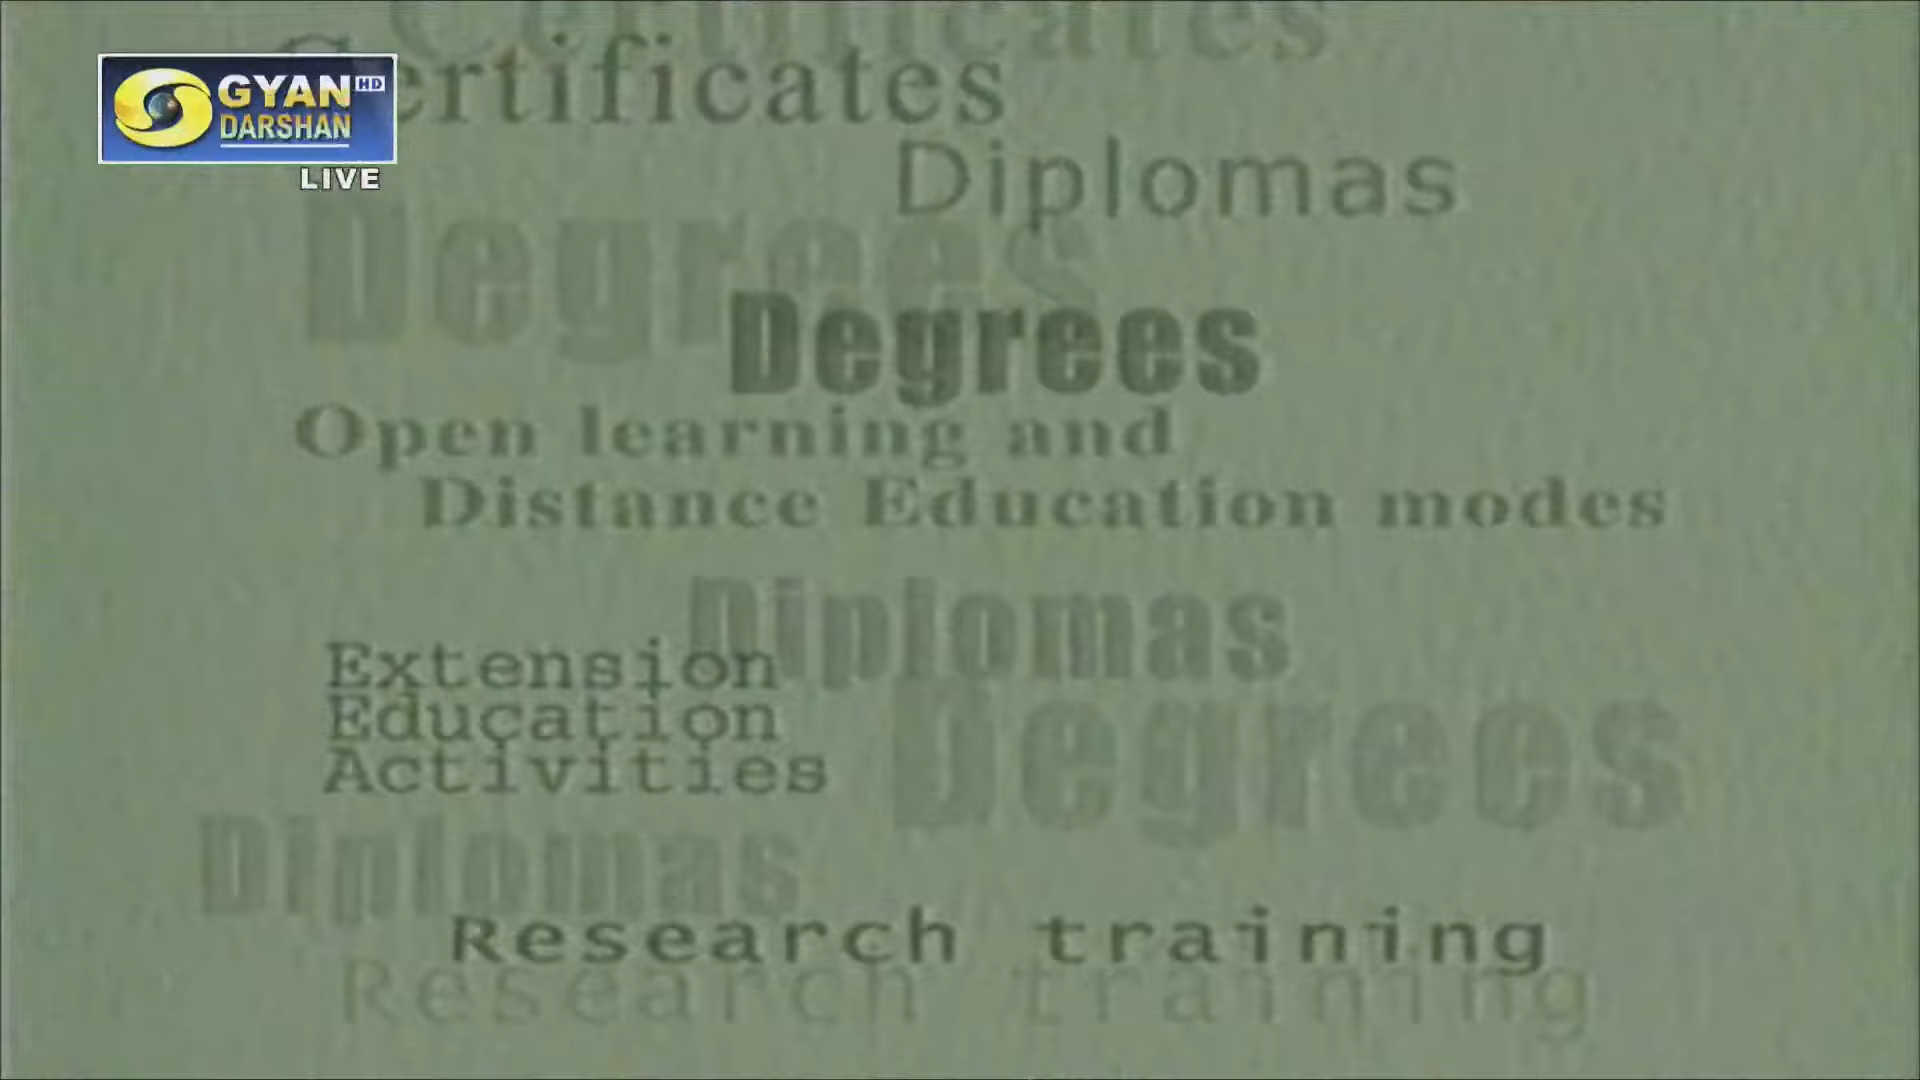 Certificates
GYAN HD
DARSHAN
LIVE
Certificates
Diplomas
Degrees
Degrees
Open learning and
Distance Education modes
Diplomas
Extension
Education
Activities
Degrees
Diplomas
Research training
Research training